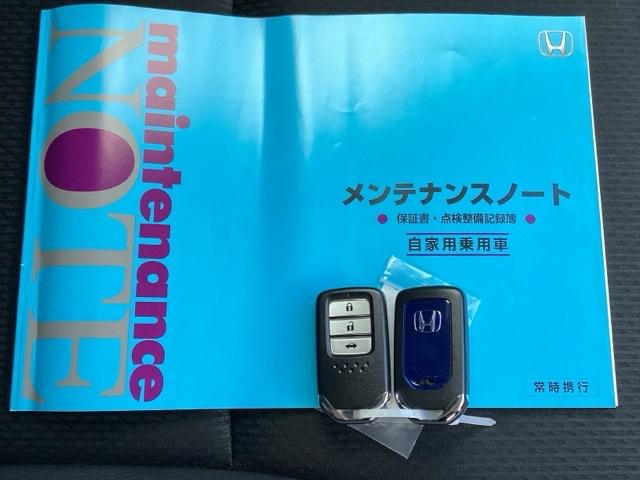 maintenance
NOTE
メンテナンスノート
● 保証書・点検整備記録簿 ●
自家用乗用車
常時携行